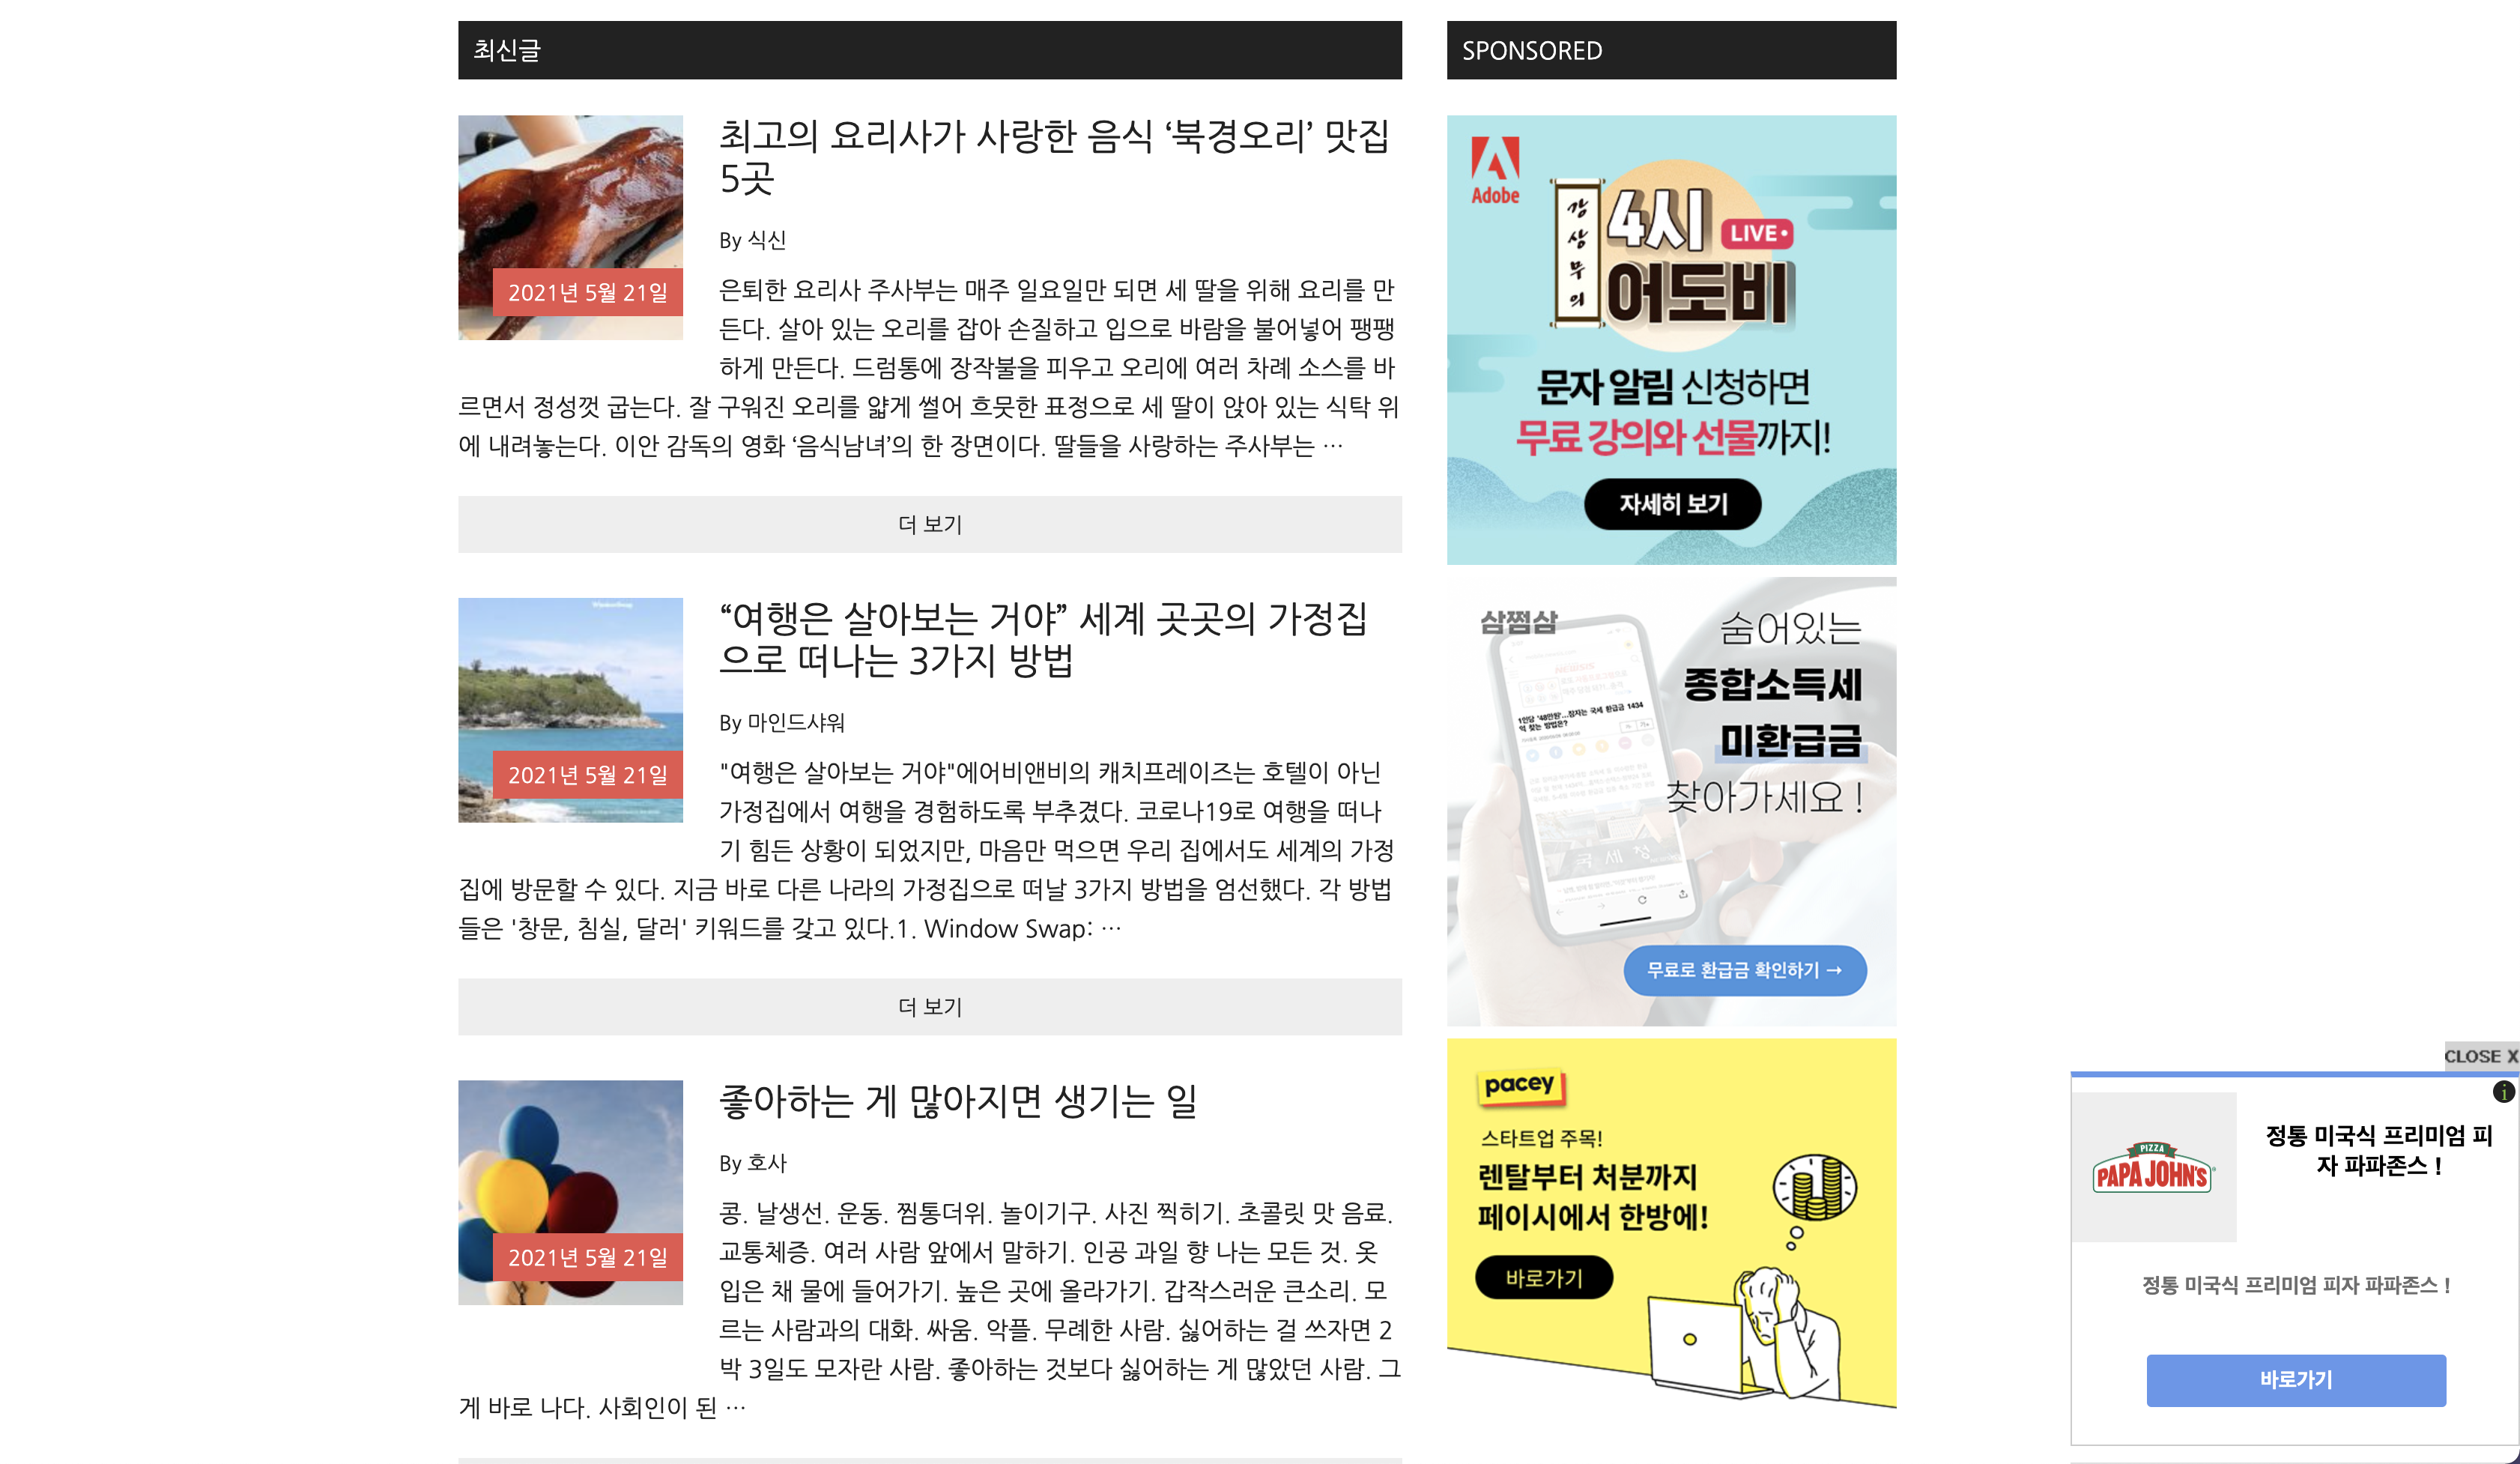 최신글
최고의 요리사가 사랑한 음식 ‘북경오리’ 맛집
5곳
By 식신
2021년 5월 21일
은퇴한 요리사 주사부는 매주 일요일만 되면 세 딸을 위해 요리를 만
든다. 살아 있는 오리를 잡아 손질하고 입으로 바람을 불어넣어 팽팽
하게 만든다. 드럼통에 장작불을 피우고 오리에 여러 차례 소스를 바
르면서 정성껏 굽는다. 잘 구워진 오리를 얇게 썰어 흐뭇한 표정으로 세 딸이 앉아 있는 식탁 위
에 내려놓는다. 이안 감독의 영화 ‘음식남녀’의 한 장면이다. 딸들을 사랑하는 주사부는 …
더 보기
“여행은 살아보는 거야” 세계 곳곳의 가정집
으로 떠나는 3가지 방법
By 마인드샤워
2021년 5월 21일
"여행은 살아보는 거야"에어비앤비의 캐치프레이즈는 호텔이 아닌
가정집에서 여행을 경험하도록 부추겼다. 코로나19로 여행을 떠나
기 힘든 상황이 되었지만, 마음만 먹으면 우리 집에서도 세계의 가정
집에 방문할 수 있다. 지금 바로 다른 나라의 가정집으로 떠날 3가지 방법을 엄선했다. 각 방법
들은 '창문, 침실, 달러' 키워드를 갖고 있다.1. Window Swap: …
더 보기
좋아하는 게 많아지면 생기는 일
By 호사
2021년 5월 21일
콩. 날생선. 운동. 찜통더위. 놀이기구. 사진 찍히기. 초콜릿 맛 음료.
교통체증. 여러 사람 앞에서 말하기. 인공 과일 향 나는 모든 것. 옷
입은 채 물에 들어가기. 높은 곳에 올라가기. 갑작스러운 큰소리. 모
르는 사람과의 대화. 싸움. 악플. 무례한 사람. 싫어하는 걸 쓰자면 2
박 3일도 모자란 사람. 좋아하는 것보다 싫어하는 게 많았던 사람. 그
게 바로 나다. 사회인이 된 …
SPONSORED
Adobe
강상무의
4시 LIVE
어도비
문자 알림 신청하면
무료 강의와 선물까지!
자세히 보기
삼쩜삼
숨어있는
종합소득세
미환급금
찾아가세요 !
1인당 '48만원'...잠자는 국세 환급금 1434
억 찾는 방법은?
국 세 청
무료로 환급금 확인하기 →
pacey
스타트업 주목!
렌탈부터 처분까지
페이시에서 한방에!
바로가기
CLOSE X
i
PIZZA
PAPA JOHN'S
정통 미국식 프리미엄 피
자 파파존스 !
정통 미국식 프리미엄 피자 파파존스 !
바로가기